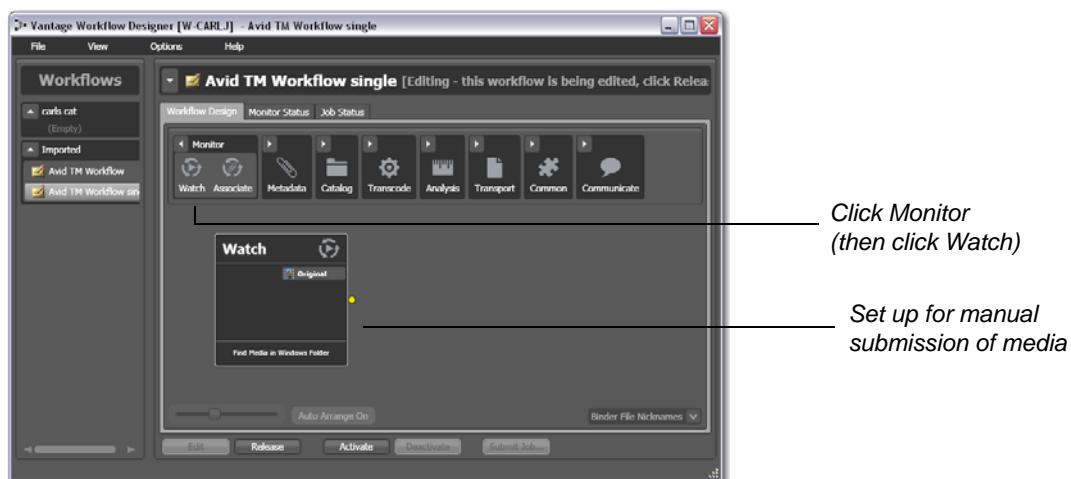 Vantage Workflow Designer [W-CARLJ] - Avid TM Workflow single
File View Options Help
Workflows
carls cat
(Empty)
Imported
Avid TM Workflow
Avid TM Workflow sin
Avid TM Workflow single [Editing - this workflow is being edited, click Relea
Workflow Design Monitor Status Job Status
Monitor
Watch Associate Metadata Catalog Transcode Analysis Transport Common Communicate
Click Monitor
(then click Watch)
Watch
Original
Find Media in Windows Folder
Set up for manual
submission of media
Auto Arrange On
Binder File Nicknames
Edit Release Activate Deactivate Submit Job...